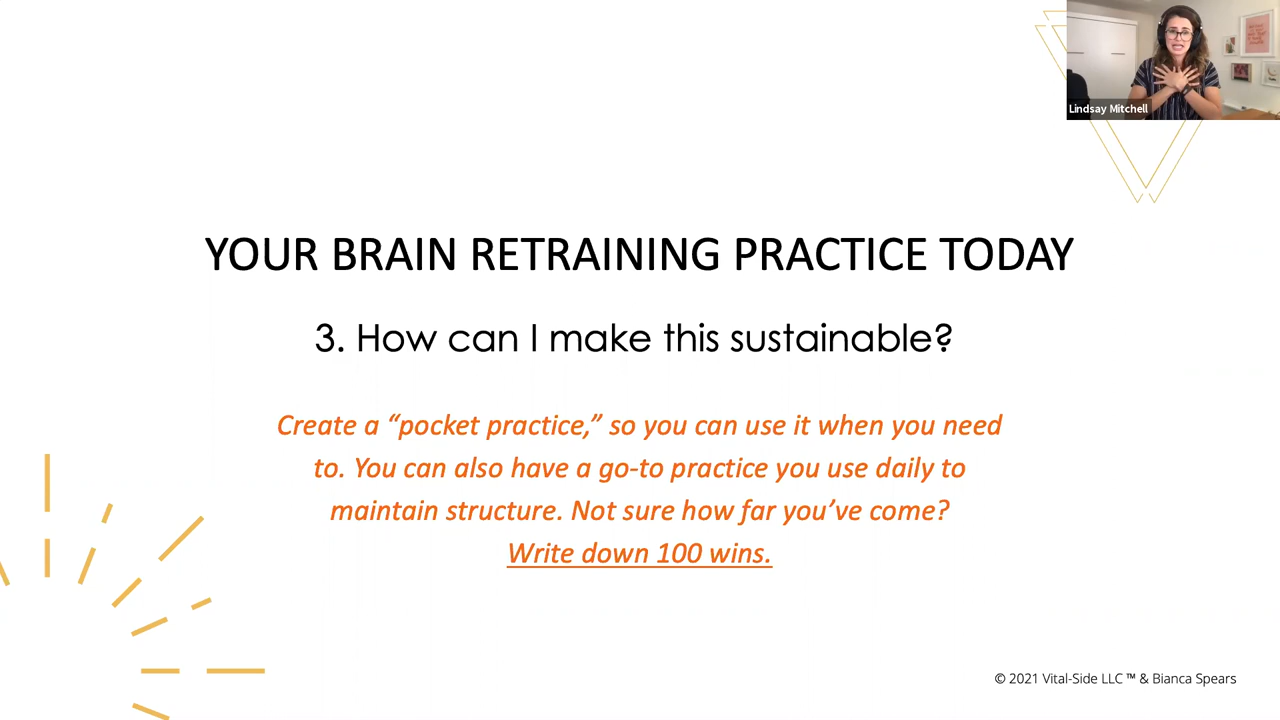 Lindsay Mitchell
YOUR BRAIN RETRAINING PRACTICE TODAY
3. How can I make this sustainable?
Create a “pocket practice,” so you can use it when you need
to. You can also have a go-to practice you use daily to
maintain structure. Not sure how far you’ve come?
Write down 100 wins.
© 2021 Vital-Side LLC ™ & Bianca Spears